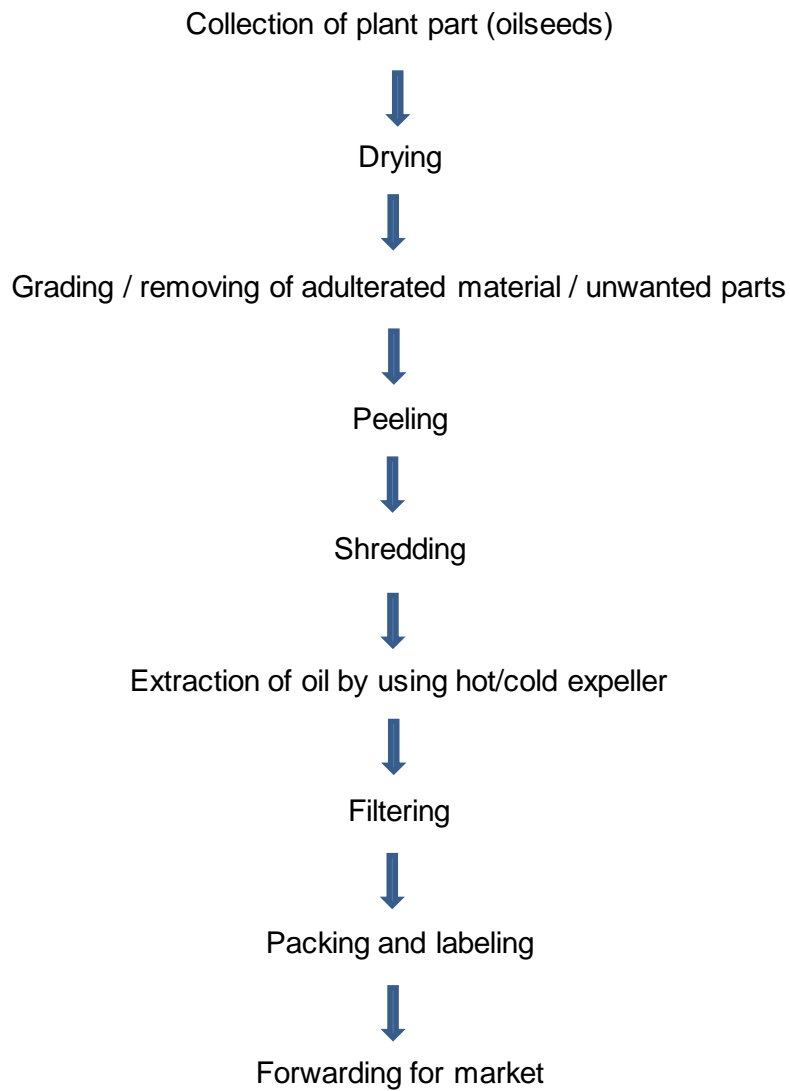 Collection of plant part (oilseeds)
Drying
Grading / removing of adulterated material / unwanted parts
Peeling
Shredding
Extraction of oil by using hot/cold expeller
Filtering
Packing and labeling
Forwarding for market